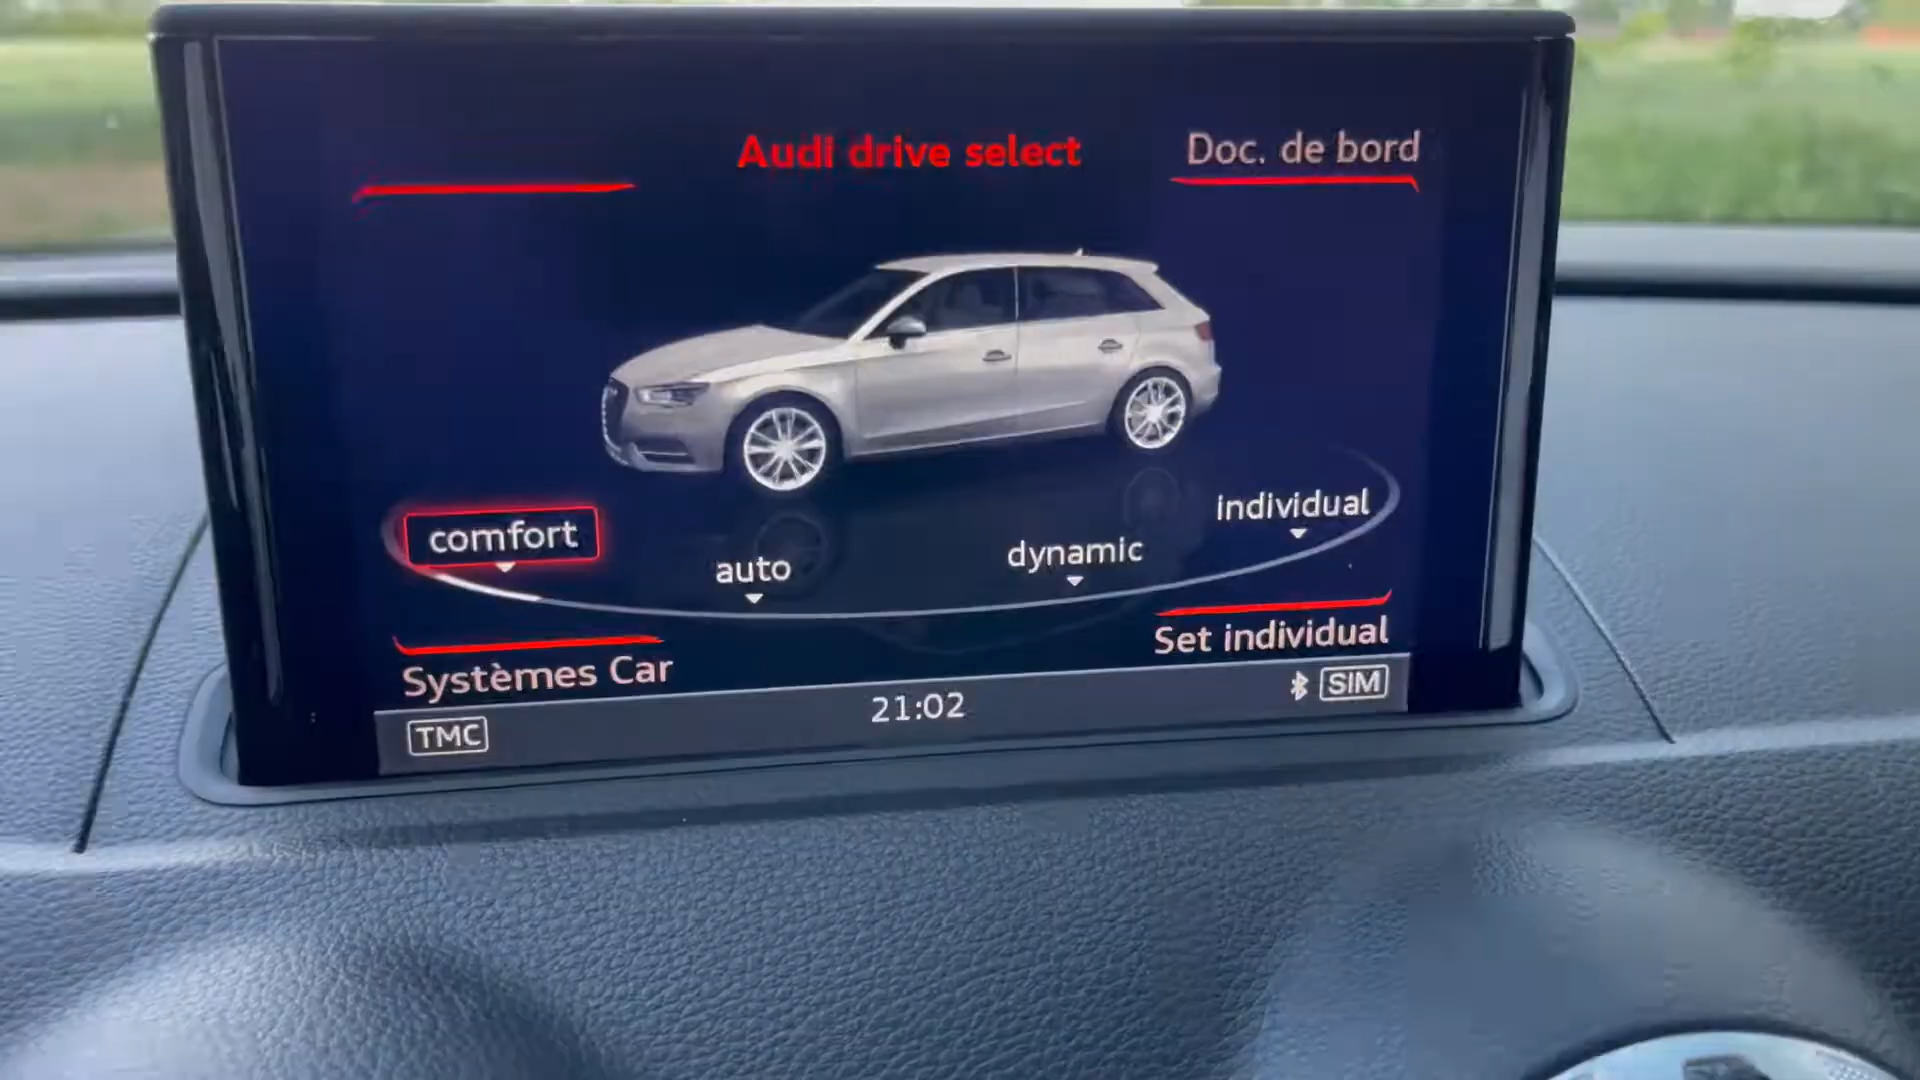 Audi drive select
Doc. de bord
comfort
auto
dynamic
individual
Systèmes Car
Set individual
TMC
21:02
SIM